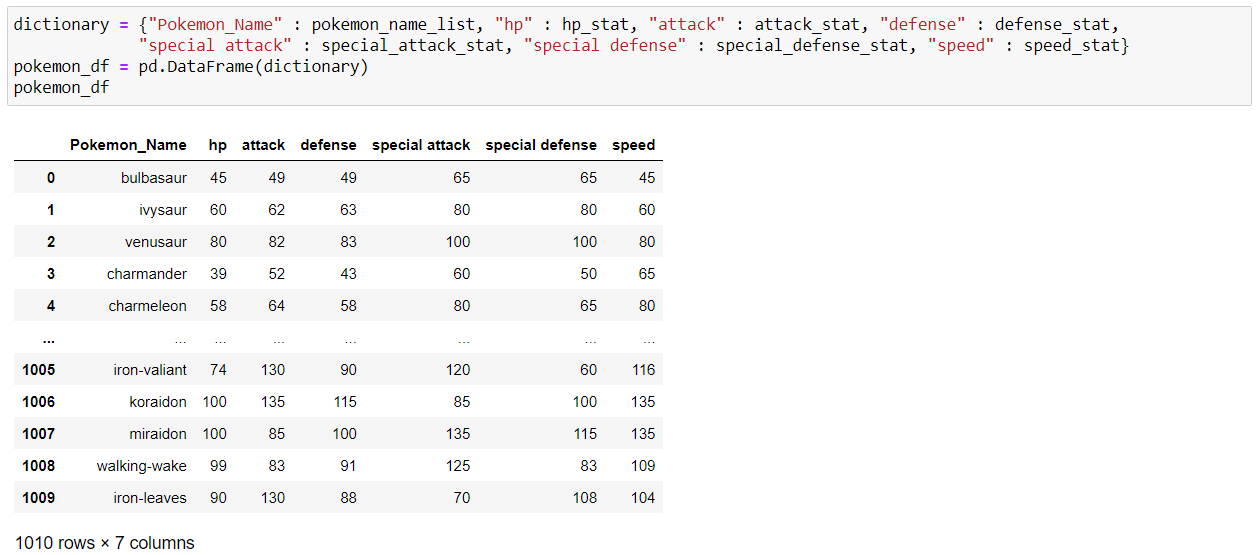 dictionary = {"Pokemon_Name" : pokemon_name_list, "hp" : hp_stat, "attack" : attack_stat, "defense" : defense_stat,
"special attack" : special_attack_stat, "special defense" : special_defense_stat, "speed" : speed_stat}
pokemon_df = pd.DataFrame(dictionary)
pokemon_df
Pokemon_Name hp attack defense special attack special defense speed
0 bulbasaur 45 49 49 65 65 45
1 ivysaur 60 62 63 80 80 60
2 venusaur 80 82 83 100 100 80
3 charmander 39 52 43 60 50 65
4 charmeleon 58 64 58 80 65 80
... ... ... ... ... ... ... ...
1005 iron-valiant 74 130 90 120 60 116
1006 koraidon 100 135 115 85 100 135
1007 miraidon 100 85 100 135 115 135
1008 walking-wake 99 83 91 125 83 109
1009 iron-leaves 90 130 88 70 108 104
1010 rows × 7 columns